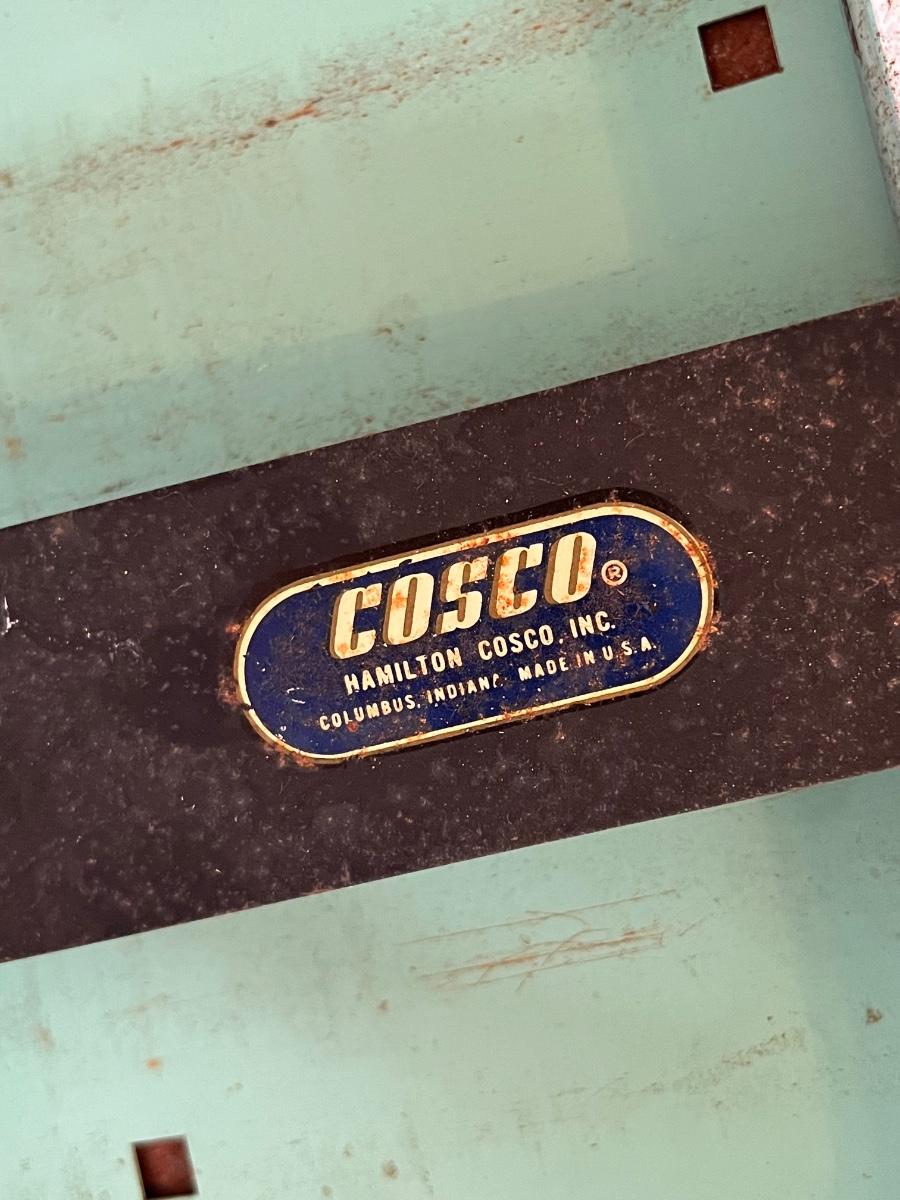 COSCO ®
HAMILTON COSCO, INC.
COLUMBUS, INDIANA MADE IN U.S.A.